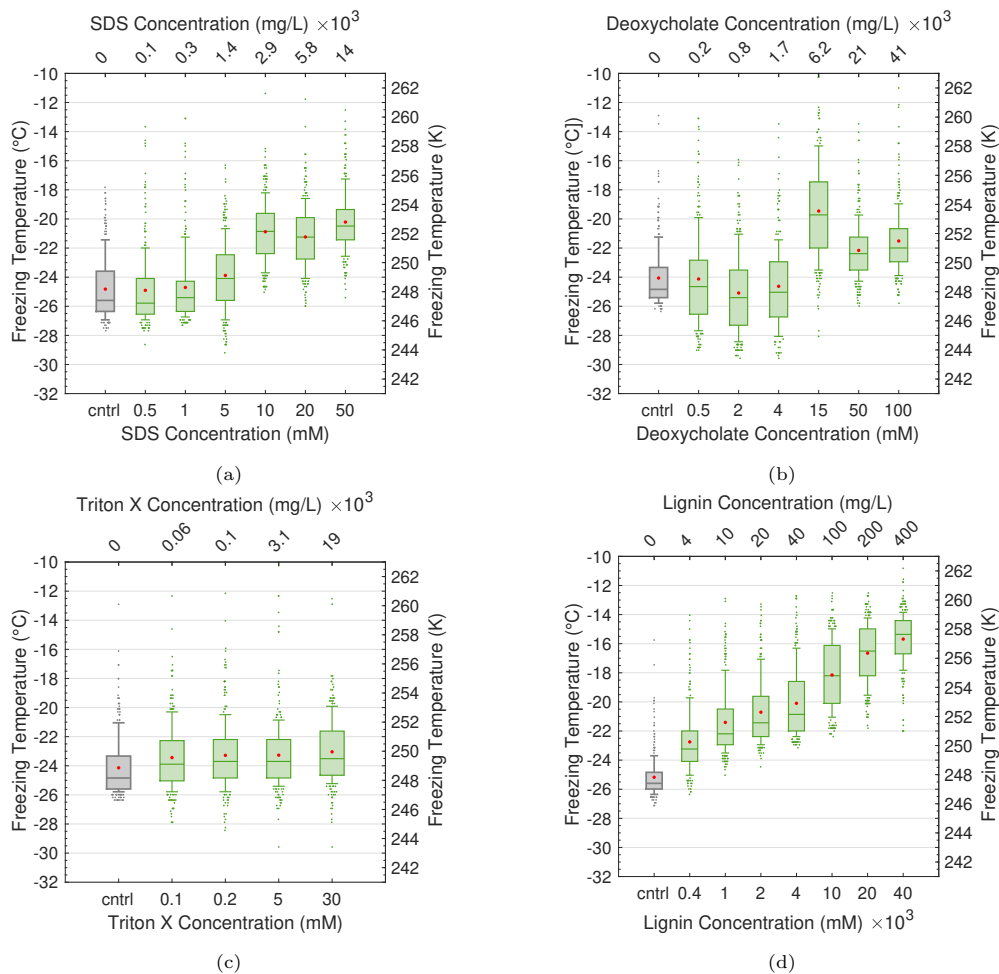 SDS Concentration (mg/L) ×10³
0 0.1 0.3 1.4 2.9 5.8 14
Freezing Temperature (°C)
-10 -12 -14 -16 -18 -20 -22 -24 -26 -28 -30 -32
262 260 258 256 254 252 250 248 246 244 242
Freezing Temperature (K)
cntrl 0.5 1 5 10 20 50
SDS Concentration (mM)
(a)
Deoxycholate Concentration (mg/L) ×10³
0 0.2 0.8 1.7 6.2 21 41
Freezing Temperature (°C])
-10 -12 -14 -16 -18 -20 -22 -24 -26 -28 -30 -32
262 260 258 256 254 252 250 248 246 244 242
Freezing Temperature (K)
cntrl 0.5 2 4 15 50 100
Deoxycholate Concentration (mM)
(b)
Triton X Concentration (mg/L) ×10³
0 0.06 0.1 3.1 19
Freezing Temperature (°C)
-10 -12 -14 -16 -18 -20 -22 -24 -26 -28 -30 -32
262 260 258 256 254 252 250 248 246 244 242
Freezing Temperature (K)
cntrl 0.1 0.2 5 30
Triton X Concentration (mM)
(c)
Lignin Concentration (mg/L)
0 4 10 20 40 100 200 400
Freezing Temperature (°C)
-10 -12 -14 -16 -18 -20 -22 -24 -26 -28 -30 -32
262 260 258 256 254 252 250 248 246 244 242
Freezing Temperature (K)
cntrl 0.4 1 2 4 10 20 40
Lignin Concentration (mM) ×10³
(d)